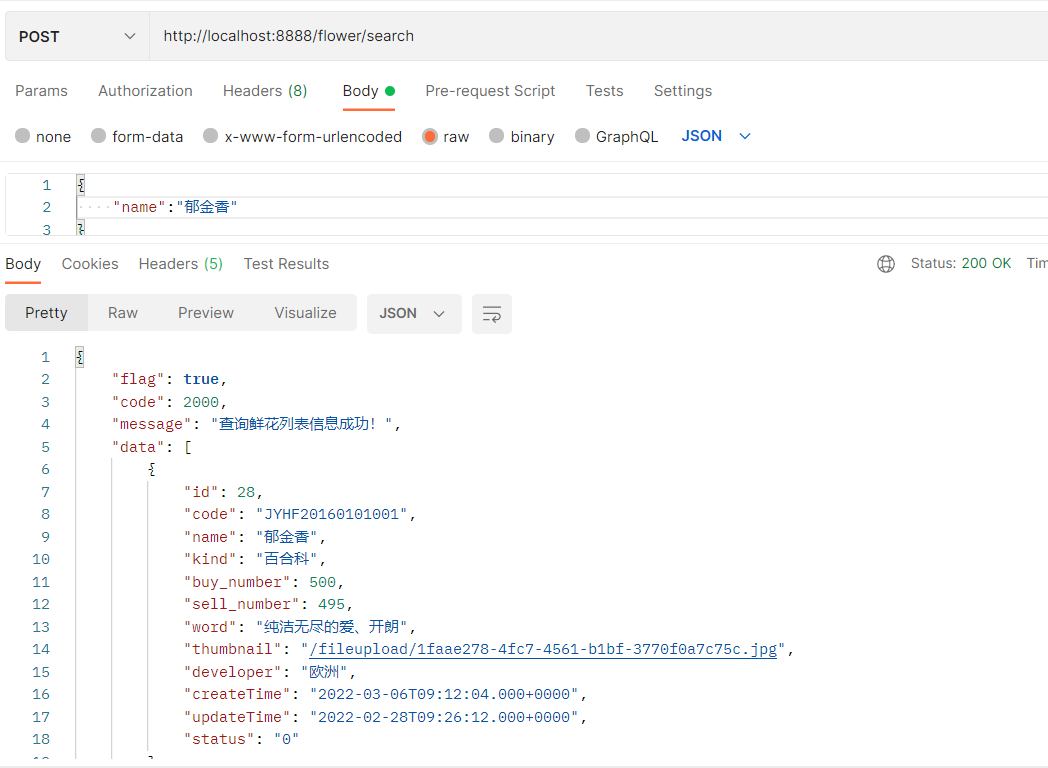 POST http://localhost:8888/flower/search
Params Authorization Headers (8) Body Pre-request Script Tests Settings
none form-data x-www-form-urlencoded raw binary GraphQL JSON
1 {
2 ····"name":"郁金香"
3 }
Body Cookies Headers (5) Test Results Status: 200 OK Tim
Pretty Raw Preview Visualize JSON
1 {
2 "flag": true,
3 "code": 2000,
4 "message": "查询鲜花列表信息成功！",
5 "data": [
6 {
7 "id": 28,
8 "code": "JYHF20160101001",
9 "name": "郁金香",
10 "kind": "百合科",
11 "buy_number": 500,
12 "sell_number": 495,
13 "word": "纯洁无尽的爱、开朗",
14 "thumbnail": "/fileupload/1faae278-4fc7-4561-b1bf-3770f0a7c75c.jpg",
15 "developer": "欧洲",
16 "createTime": "2022-03-06T09:12:04.000+0000",
17 "updateTime": "2022-02-28T09:26:12.000+0000",
18 "status": "0"